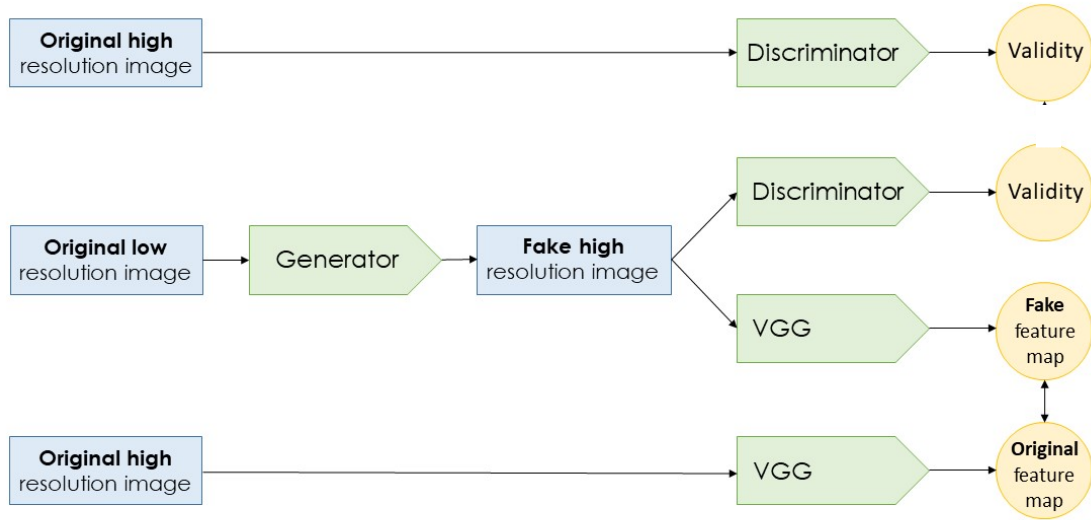 Original high
resolution image
Discriminator
Validity
Discriminator
Validity
Original low
resolution image
Generator
Fake high
resolution image
VGG
Fake
feature
map
Original high
resolution image
VGG
Original
feature
map